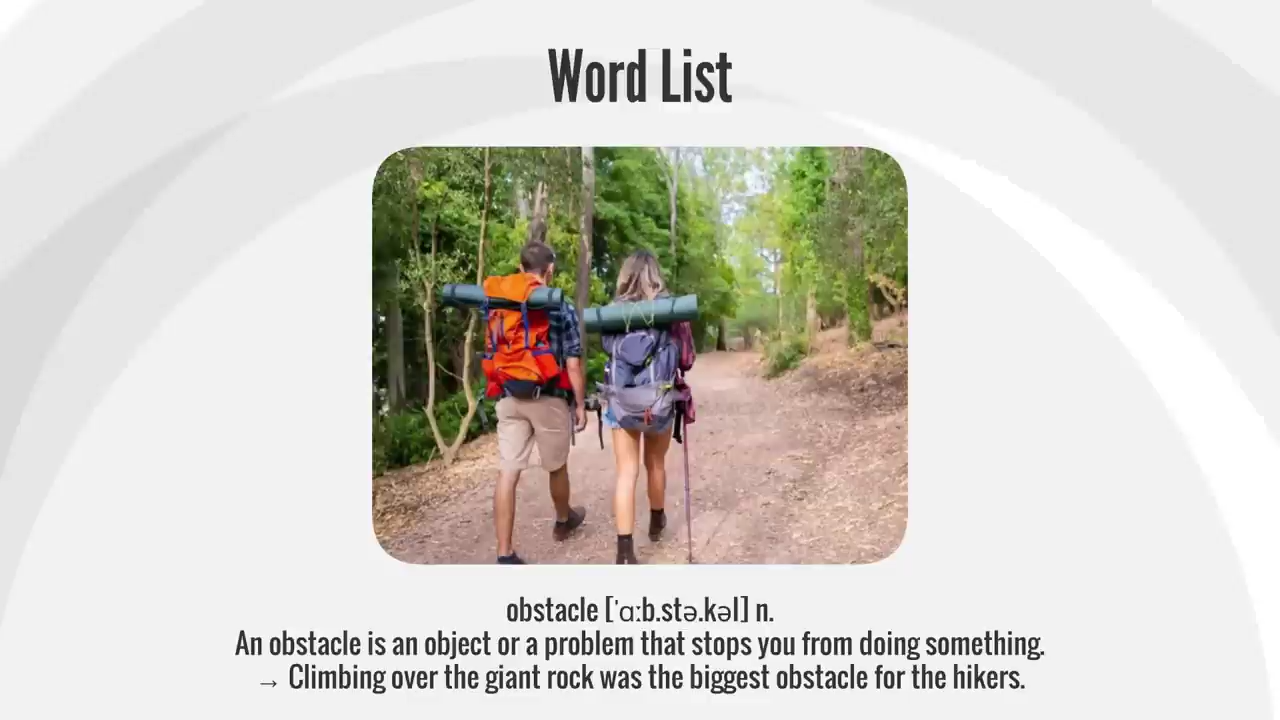 Word List
obstacle [ˈɑː.b.stə.kəl] n.
An obstacle is an object or a problem that stops you from doing something.
→ Climbing over the giant rock was the biggest obstacle for the hikers.